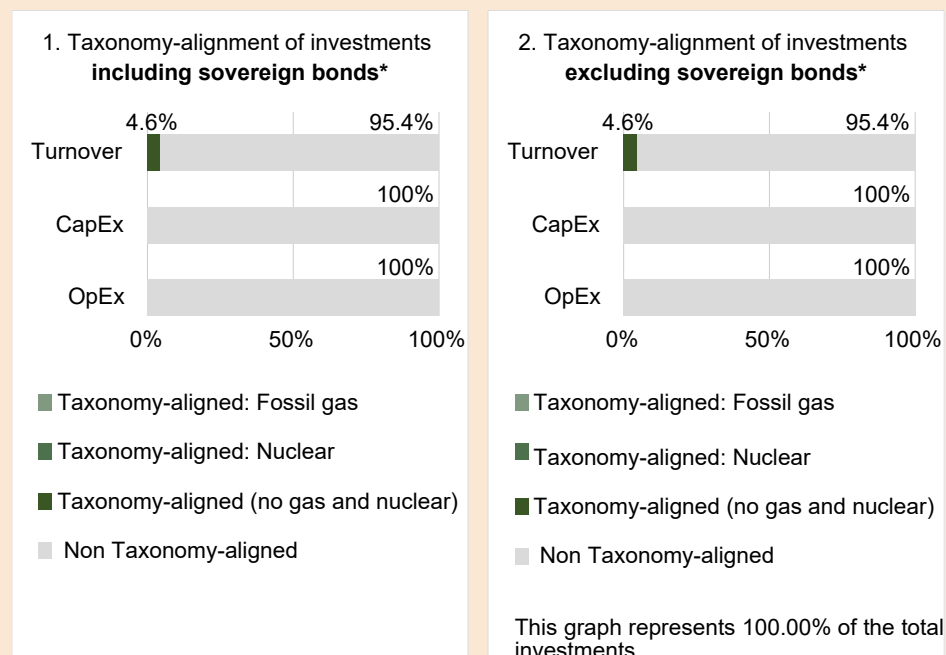 1. Taxonomy-alignment of investments
including sovereign bonds*
4.6% 95.4%
Turnover
100%
CapEx
100%
OpEx
0% 50% 100%
Taxonomy-aligned: Fossil gas
Taxonomy-aligned: Nuclear
Taxonomy-aligned (no gas and nuclear)
Non Taxonomy-aligned
2. Taxonomy-alignment of investments
excluding sovereign bonds*
4.6% 95.4%
Turnover
100%
CapEx
100%
OpEx
0% 50% 100%
Taxonomy-aligned: Fossil gas
Taxonomy-aligned: Nuclear
Taxonomy-aligned (no gas and nuclear)
Non Taxonomy-aligned
This graph represents 100.00% of the total
investments